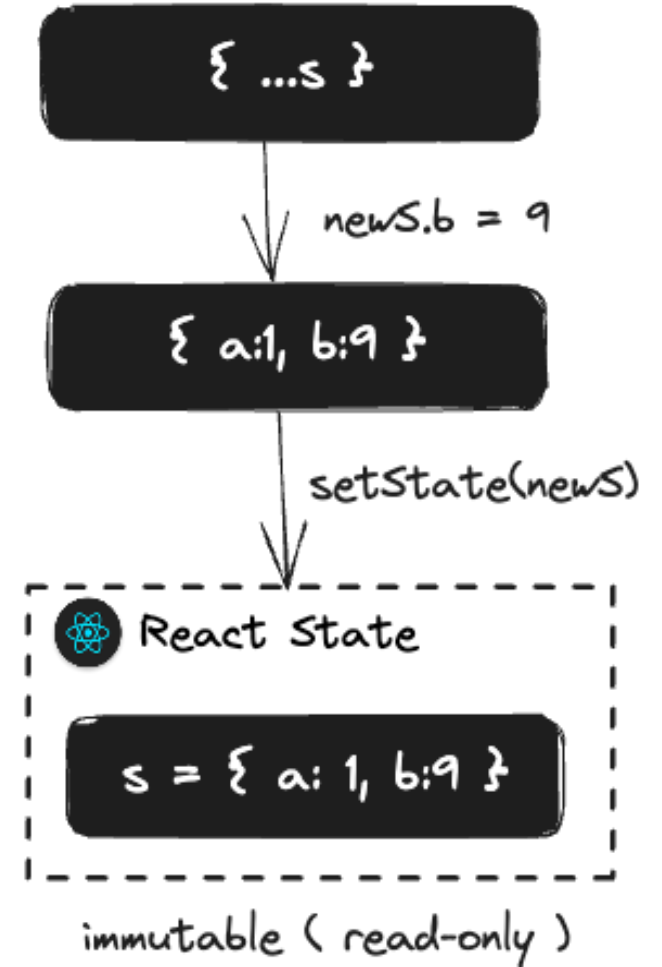 { ...s }
newS.b = 9
{ a:1, b:9 }
setState(newS)
React State
s = { a: 1, b:9 }
immutable ( read-only )